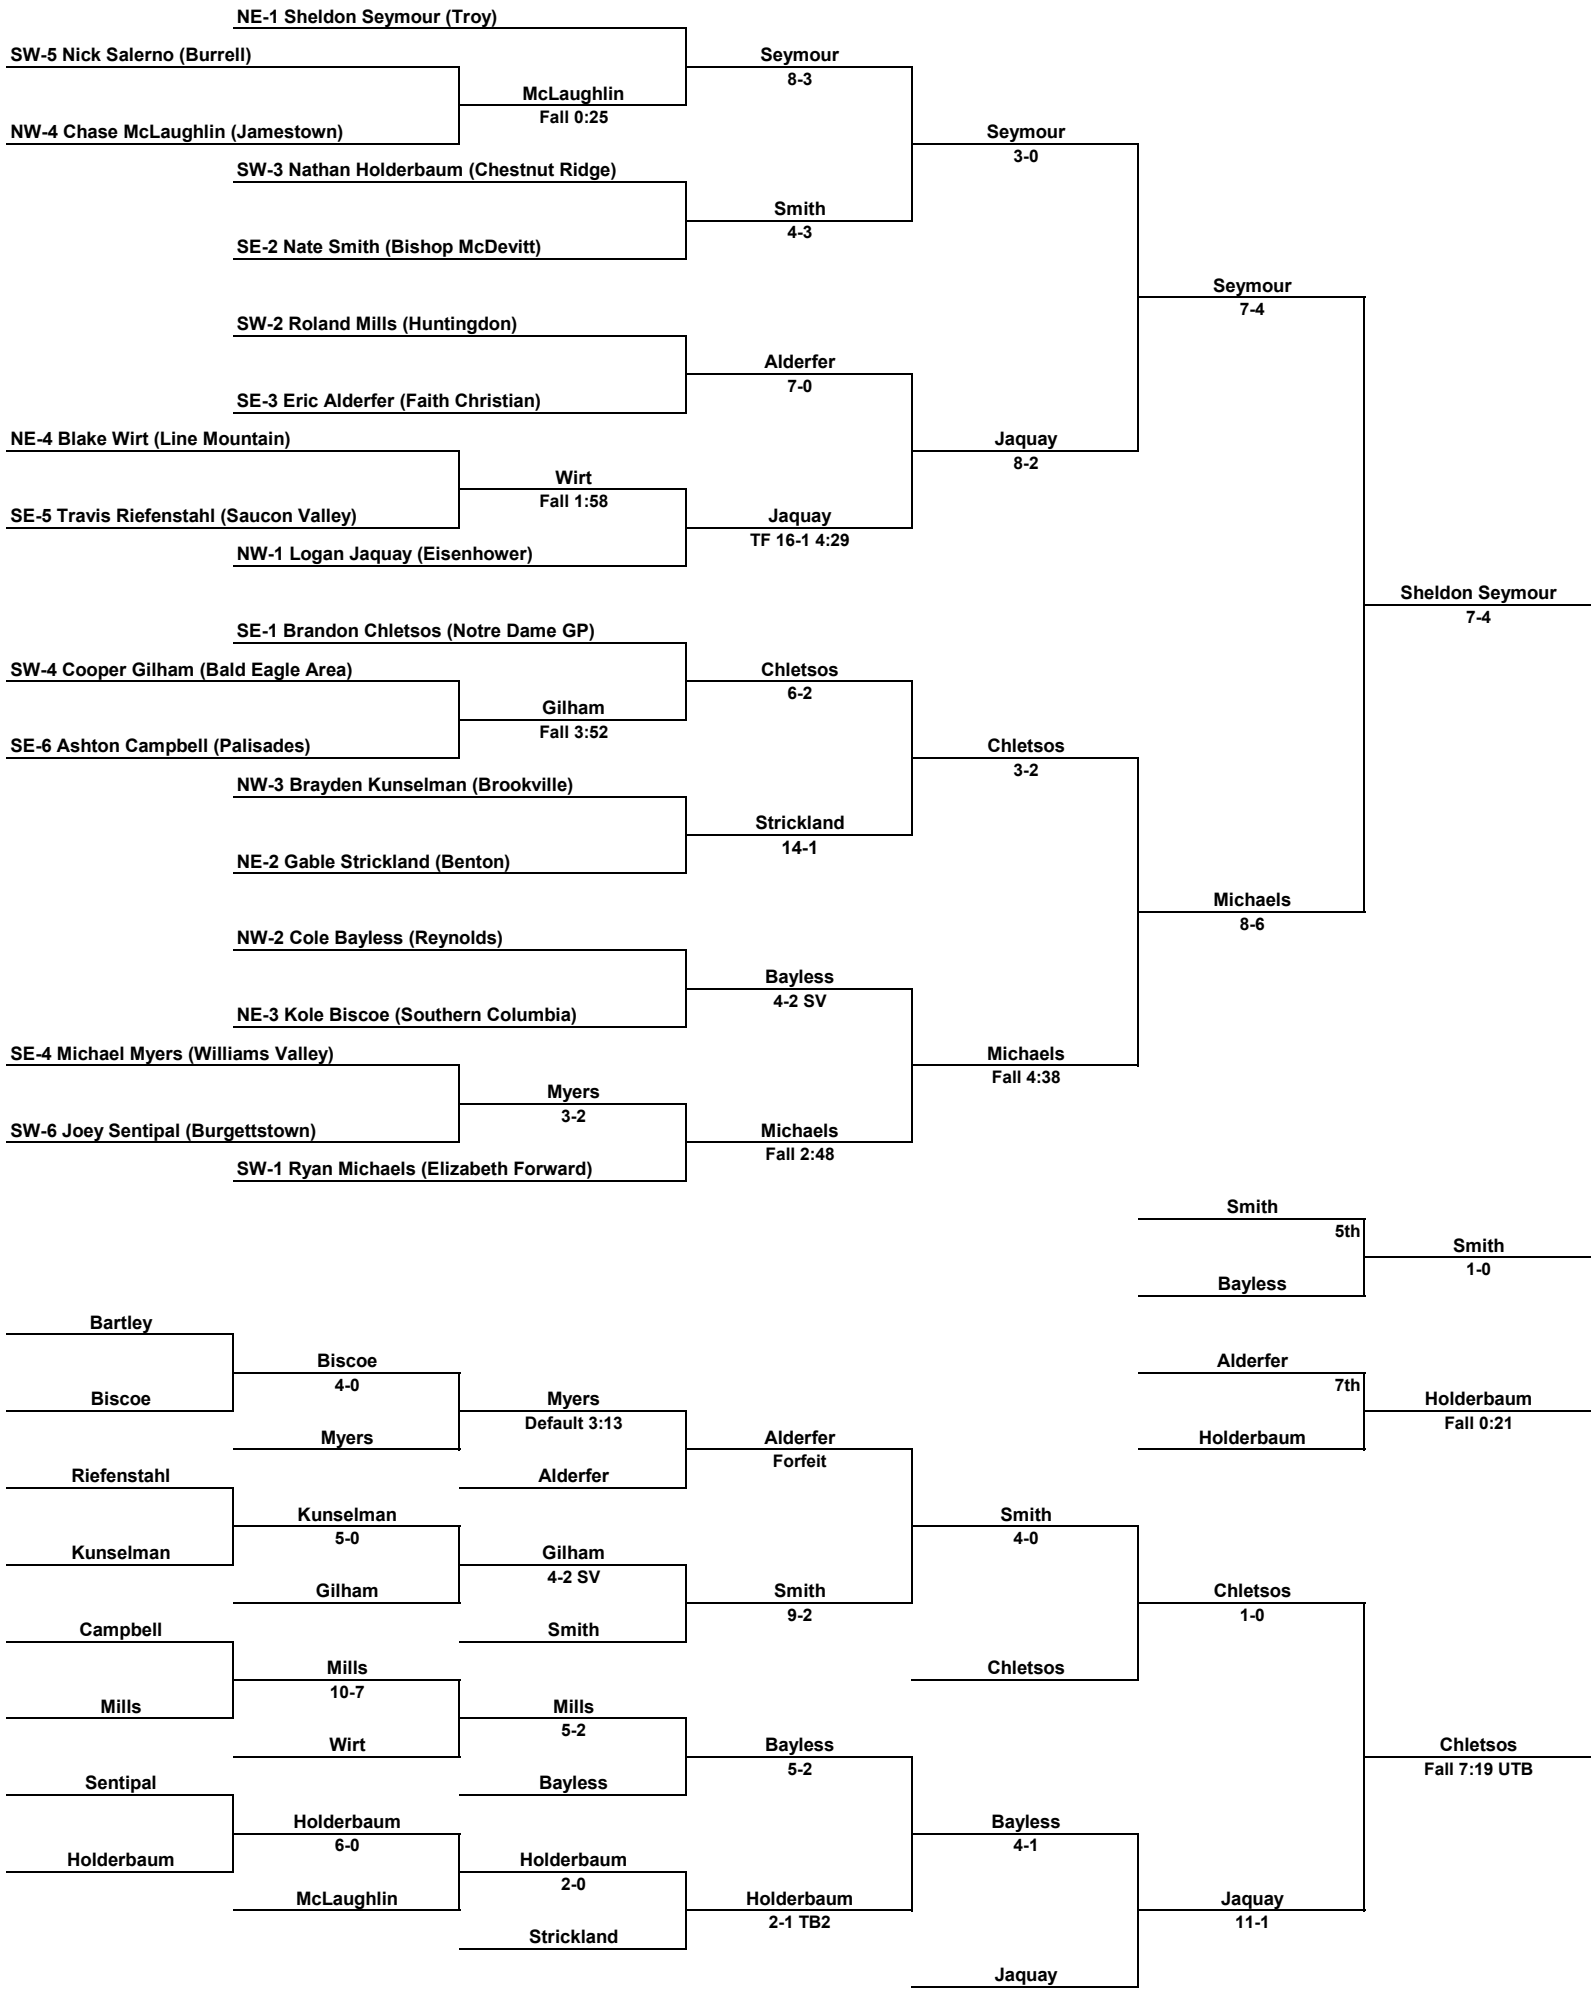 NE-1 Sheldon Seymour (Troy)
SW-5 Nick Salerno (Burrell)
Seymour
8-3
McLaughlin
Fall 0:25
NW-4 Chase McLaughlin (Jamestown)
Seymour
3-0
SW-3 Nathan Holderbaum (Chestnut Ridge)
Smith
4-3
SE-2 Nate Smith (Bishop McDevitt)
Seymour
7-4
SW-2 Roland Mills (Huntingdon)
Alderfer
7-0
SE-3 Eric Alderfer (Faith Christian)
NE-4 Blake Wirt (Line Mountain)
Jaquay
8-2
Wirt
Fall 1:58
SE-5 Travis Riefenstahl (Saucon Valley)
Jaquay
TF 16-1 4:29
NW-1 Logan Jaquay (Eisenhower)
Sheldon Seymour
7-4
SE-1 Brandon Chletsos (Notre Dame GP)
SW-4 Cooper Gilham (Bald Eagle Area)
Chletsos
6-2
Gilham
Fall 3:52
SE-6 Ashton Campbell (Palisades)
Chletsos
3-2
NW-3 Brayden Kunselman (Brookville)
Strickland
14-1
NE-2 Gable Strickland (Benton)
Michaels
8-6
NW-2 Cole Bayless (Reynolds)
Bayless
4-2 SV
NE-3 Kole Biscoe (Southern Columbia)
SE-4 Michael Myers (Williams Valley)
Michaels
Fall 4:38
Myers
3-2
SW-6 Joey Sentipal (Burgettstown)
Michaels
Fall 2:48
SW-1 Ryan Michaels (Elizabeth Forward)
Smith
5th
Smith
1-0
Bayless
Bartley
Biscoe
4-0
Alderfer
7th
Biscoe
Myers
Default 3:13
Holderbaum
Fall 0:21
Myers
Alderfer
Forfeit
Holderbaum
Riefenstahl
Alderfer
Kunselman
5-0
Smith
4-0
Kunselman
Gilham
4-2 SV
Gilham
Smith
9-2
Chletsos
1-0
Campbell
Smith
Mills
10-7
Chletsos
Mills
Mills
5-2
Wirt
Bayless
5-2
Chletsos
Fall 7:19 UTB
Sentipal
Bayless
Holderbaum
6-0
Bayless
4-1
Holderbaum
Holderbaum
2-0
McLaughlin
Holderbaum
2-1 TB2
Jaquay
11-1
Strickland
Jaquay